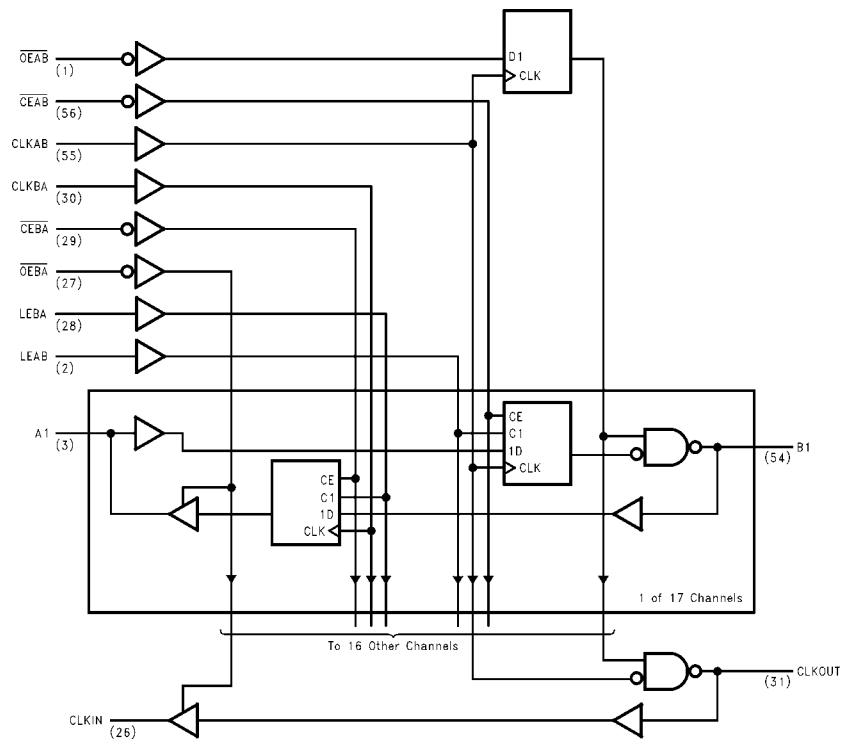 OEAB
(1)
D1
CLK
CEAB
(56)
CLKAB
(55)
CLKBA
(30)
CEBA
(29)
OEBA
(27)
LEBA
(28)
LEAB
(2)
A1
(3)
CE
C1
1D
CLK
B1
(54)
CE
C1
1D
CLK
1 of 17 Channels
To 16 Other Channels
CLKOUT
(31)
CLKIN
(26)